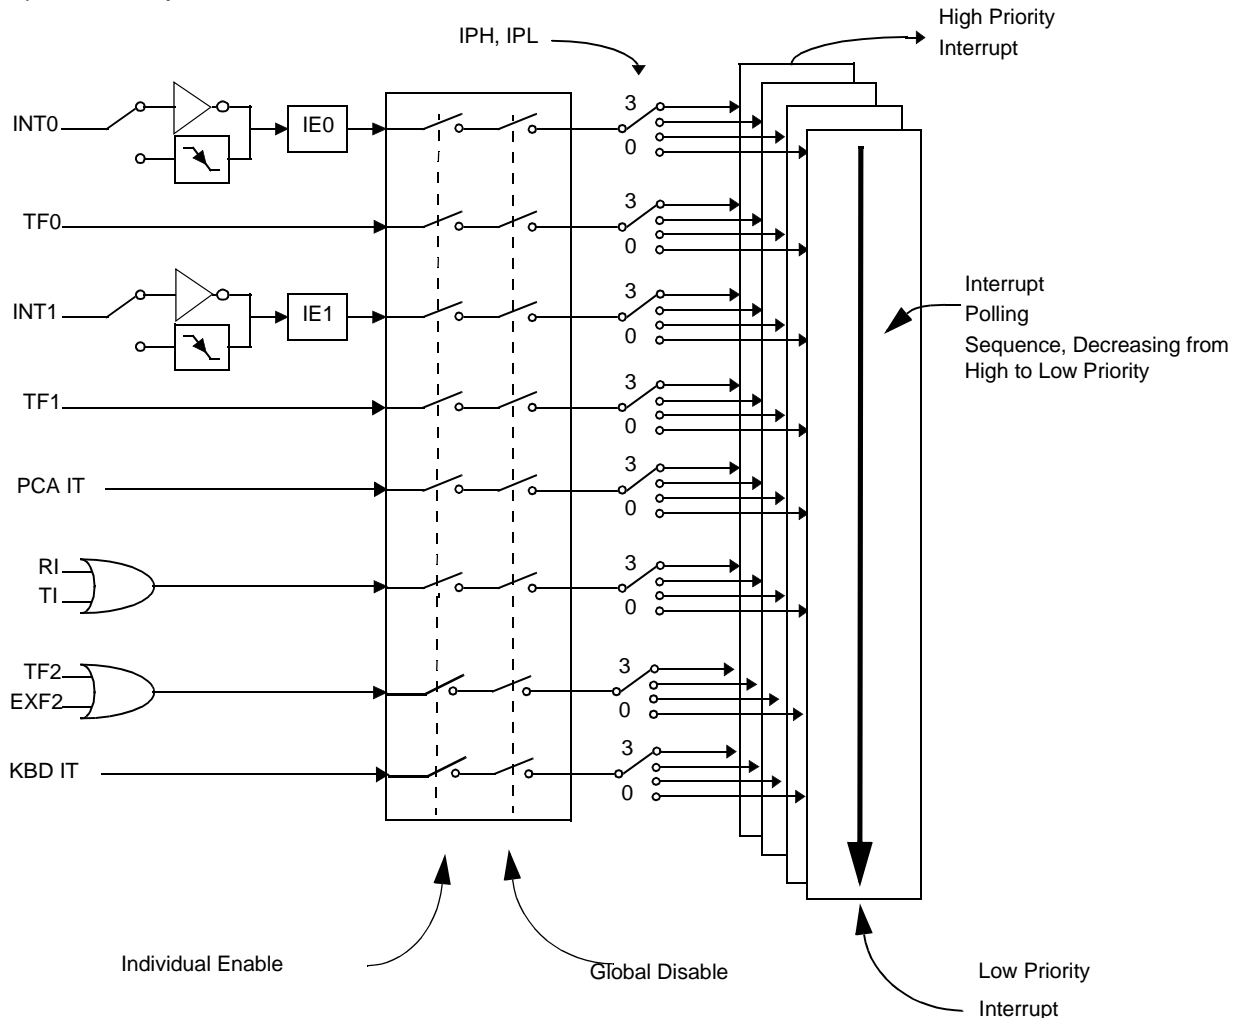 High Priority
Interrupt
IPH, IPL
INT0
IE0
3
0
TF0
3
0
INT1
IE1
3
0
Interrupt
Polling
Sequence, Decreasing from
High to Low Priority
TF1
3
0
PCA IT
3
0
RI
TI
3
0
TF2
EXF2
3
0
KBD IT
3
0
Individual Enable
Global Disable
Low Priority
Interrupt